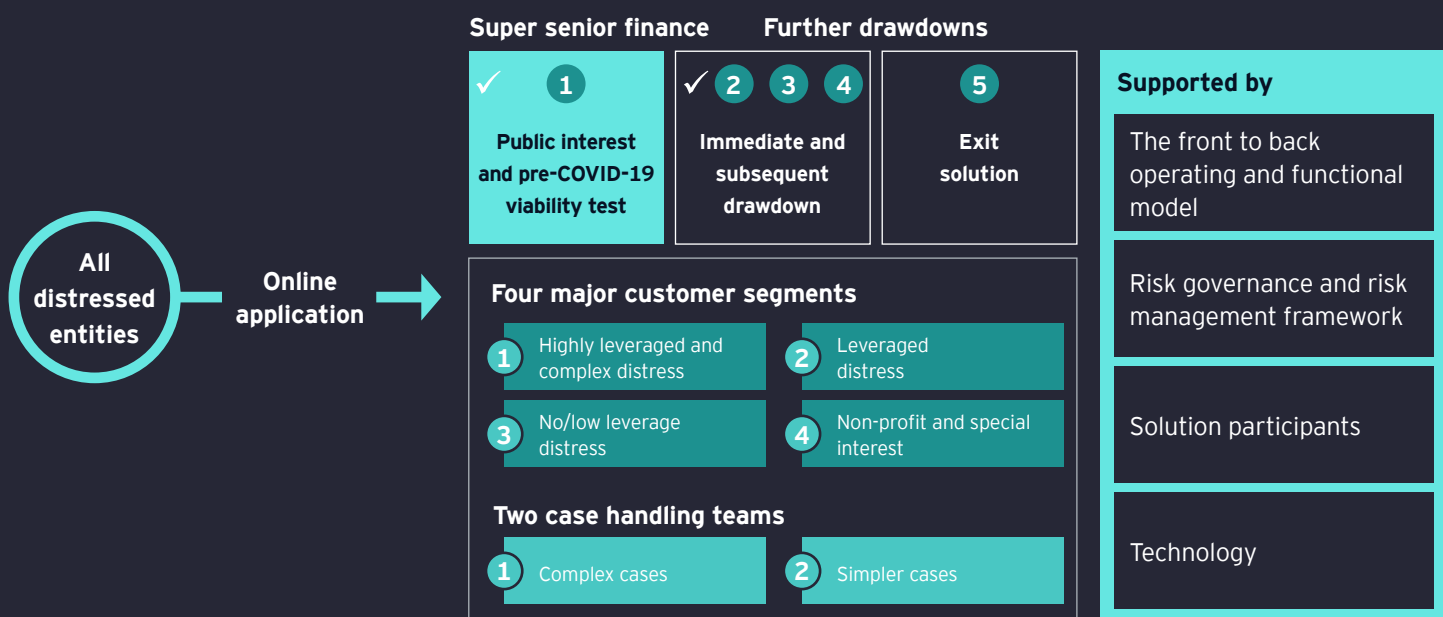 Super senior finance
Further drawdowns
1
Public interest
and pre-COVID-19
viability test
2 3 4
Immediate and
subsequent
drawdown
5
Exit
solution
All
distressed
entities
Online
application
Four major customer segments
1
Highly leveraged and
complex distress
2
Leveraged
distress
3
No/low leverage
distress
4
Non-profit and special
interest
Two case handling teams
1
Complex cases
2
Simpler cases
Supported by
The front to back
operating and functional
model
Risk governance and risk
management framework
Solution participants
Technology